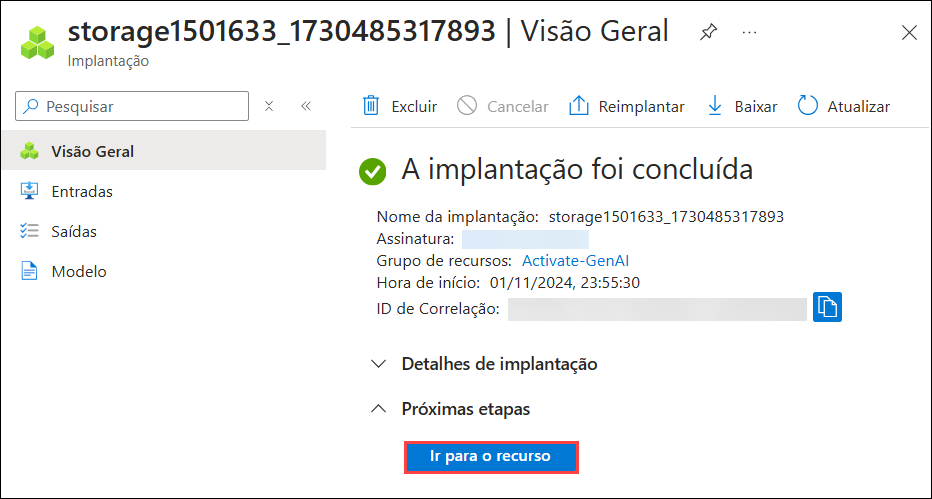 storage1501633_1730485317893 | Visão Geral
Implantação
Pesquisar
Excluir
Cancelar
Reimplantar
Baixar
Atualizar
Visão Geral
Entradas
Saídas
Modelo
A implantação foi concluída
Nome da implantação: storage1501633_1730485317893
Assinatura:
Grupo de recursos: Activate-GenAI
Hora de início: 01/11/2024, 23:55:30
ID de Correlação:
Detalhes de implantação
Próximas etapas
Ir para o recurso